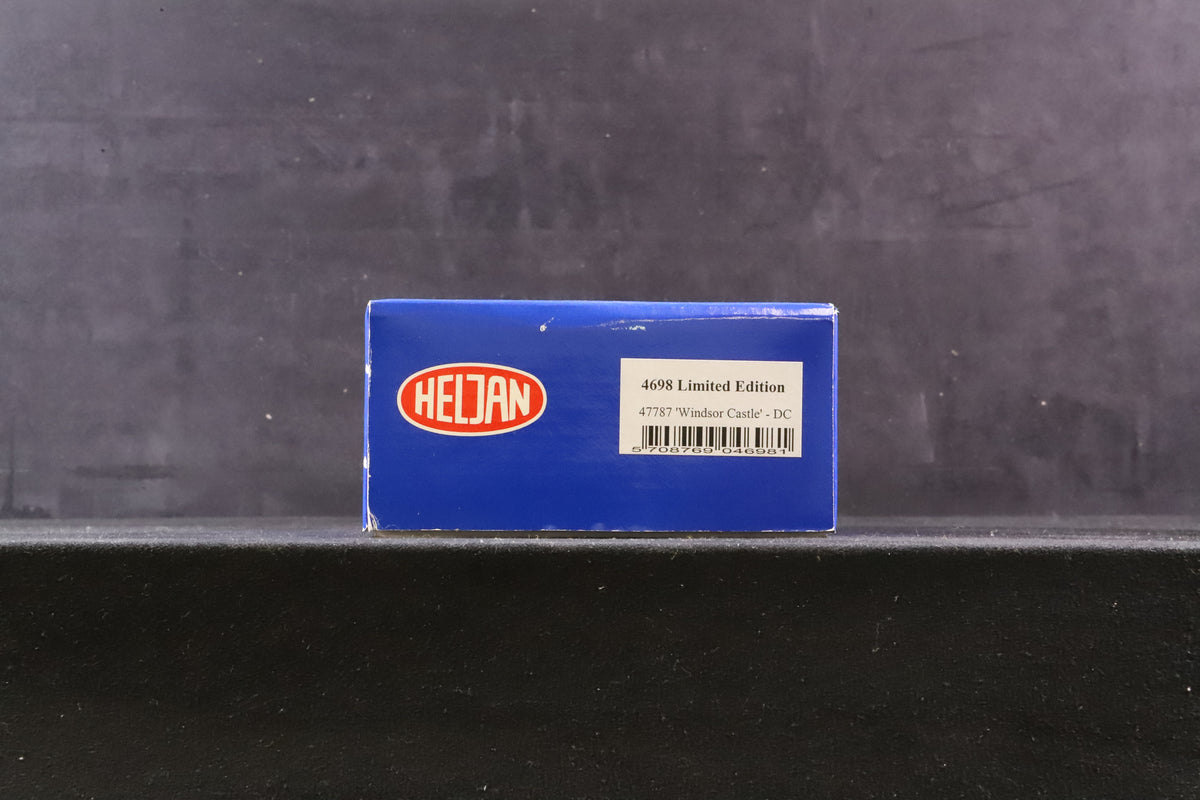 HELJAN
4698 Limited Edition
47787 'Windsor Castle' - DC
5 708769 046981